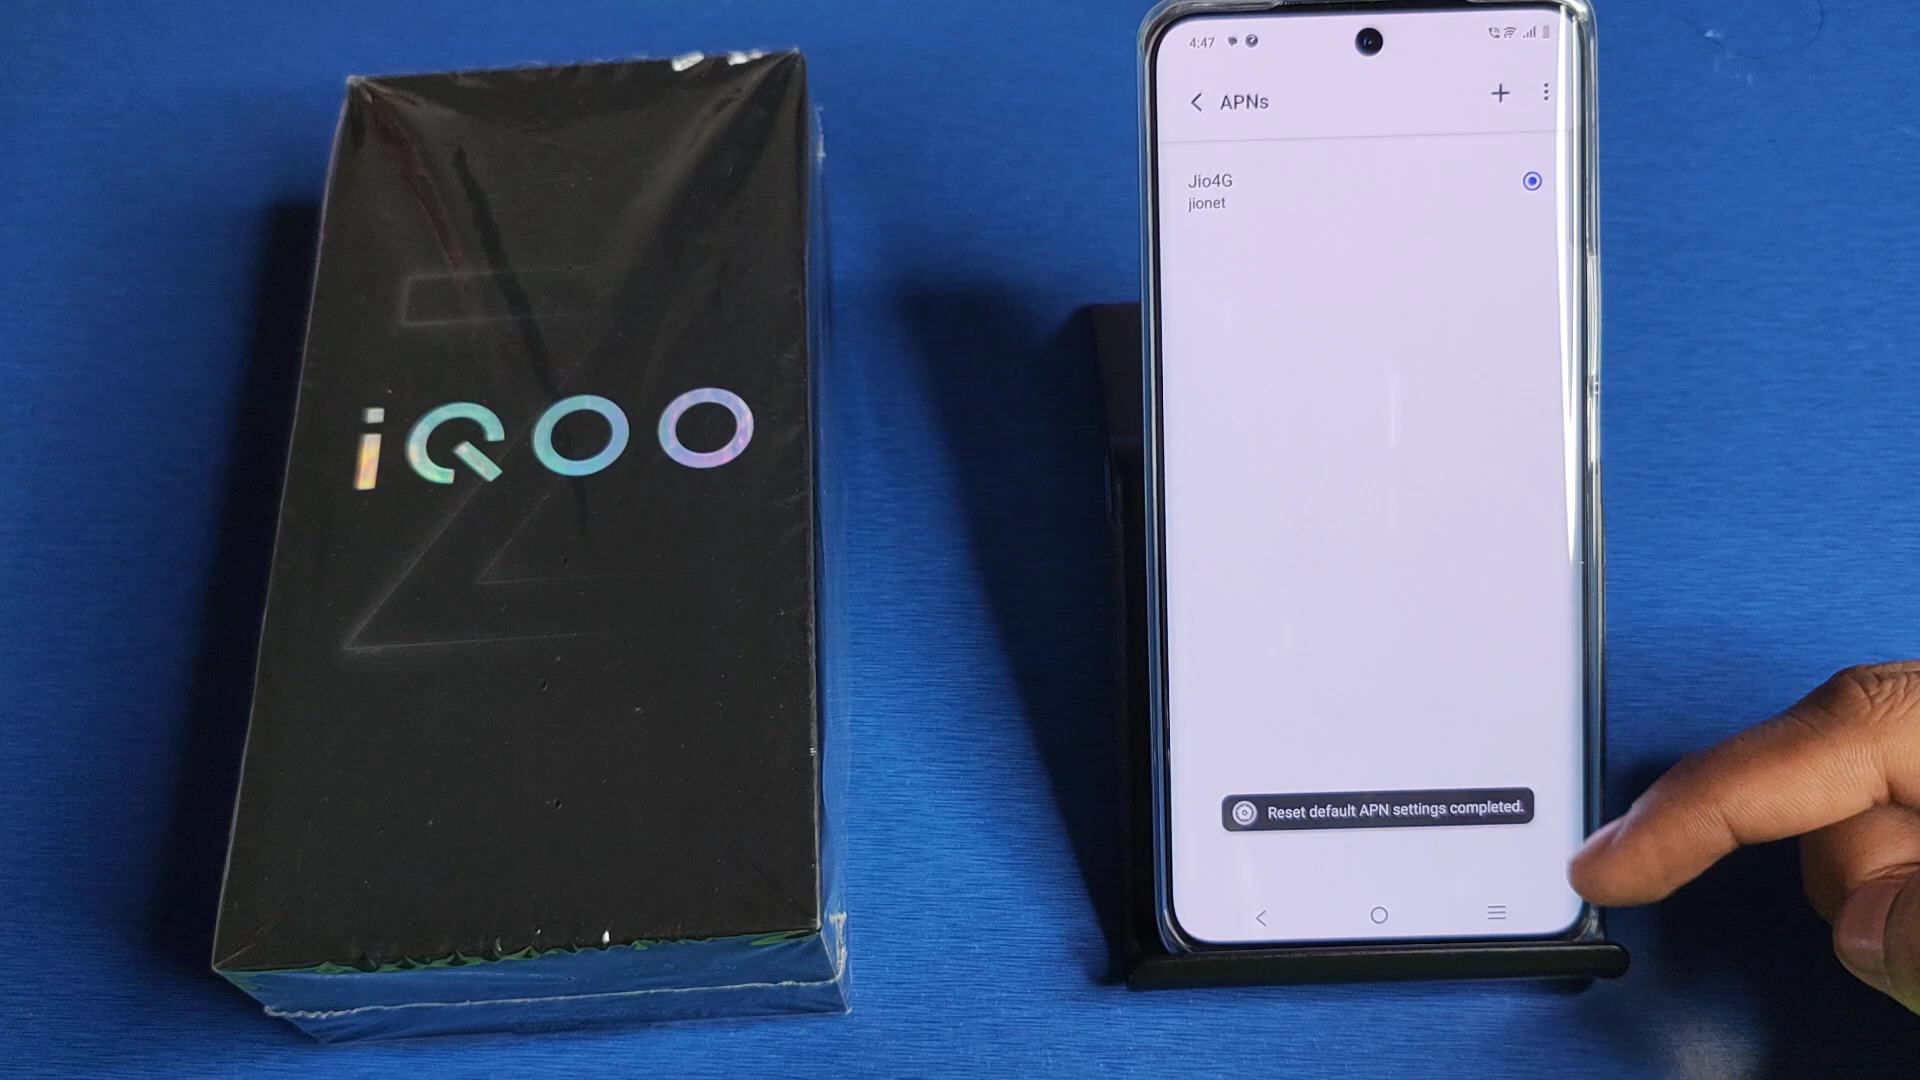 iQOO
4:47
APNs
Jio4G
jionet
Reset default APN settings completed.